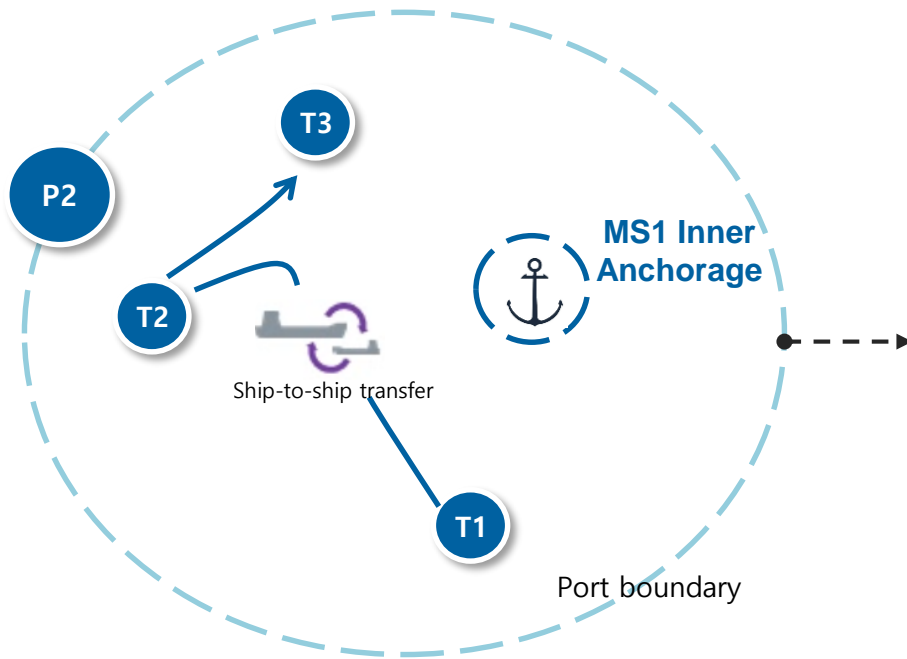 T3
P2
MS1 Inner
Anchorage
T2
Ship-to-ship transfer
T1
Port boundary